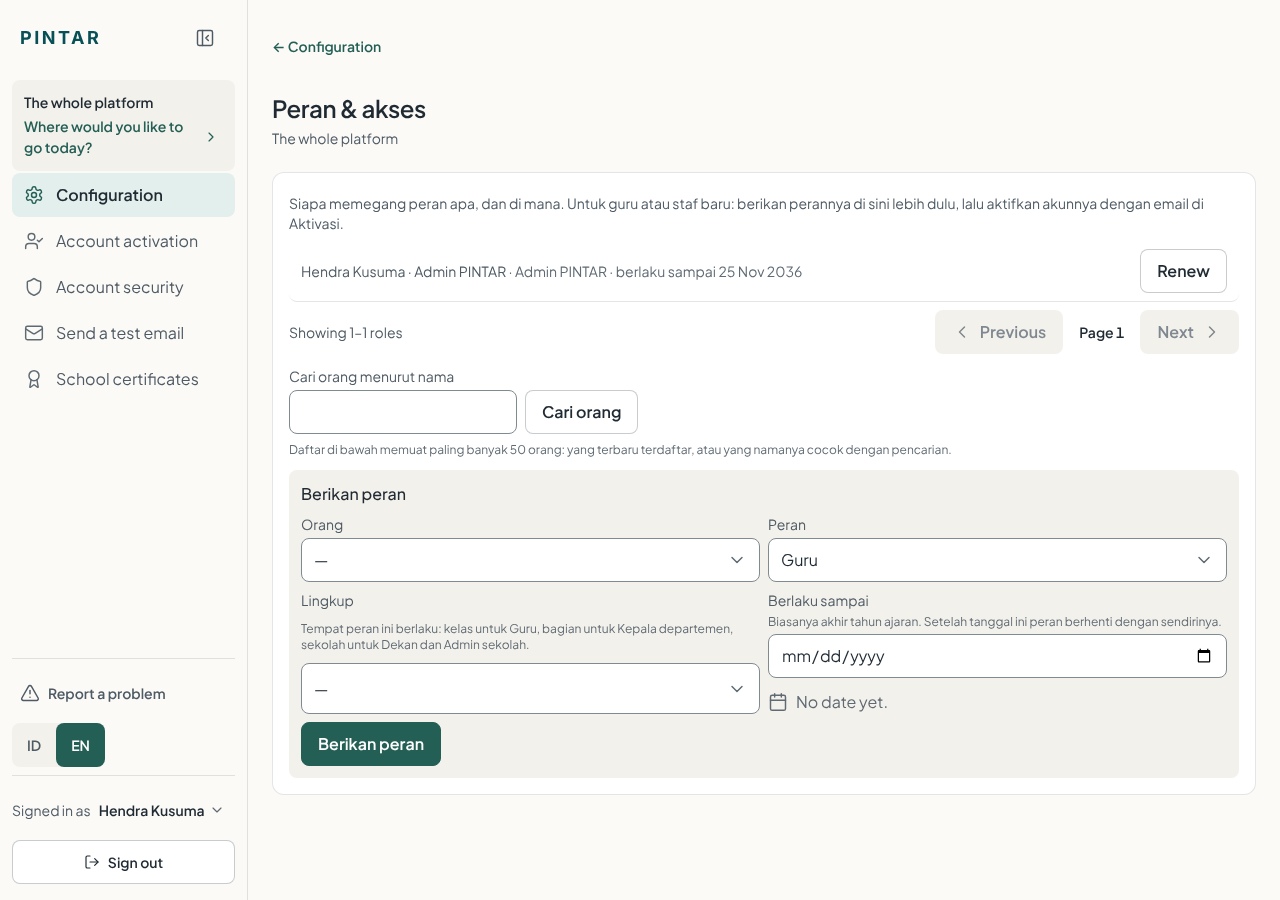 PINTAR
The whole platform
Where would you like to
go today?
Configuration
Account activation
Account security
Send a test email
School certificates
Report a problem
ID
EN
Signed in as Hendra Kusuma
Sign out
← Configuration
Peran & akses
The whole platform
Siapa memegang peran apa, dan di mana. Untuk guru atau staf baru: berikan perannya di sini lebih dulu, lalu aktifkan akunnya dengan email di
Aktivasi.
Hendra Kusuma · Admin PINTAR · Admin PINTAR · berlaku sampai 25 Nov 2036
Renew
Showing 1–1 roles
Previous
Page 1
Next
Cari orang menurut nama
Cari orang
Daftar di bawah memuat paling banyak 50 orang: yang terbaru terdaftar, atau yang namanya cocok dengan pencarian.
Berikan peran
Orang
—
Peran
Guru
Lingkup
Tempat peran ini berlaku: kelas untuk Guru, bagian untuk Kepala departemen,
sekolah untuk Dekan dan Admin sekolah.
—
Berlaku sampai
Biasanya akhir tahun ajaran. Setelah tanggal ini peran berhenti dengan sendirinya.
mm/dd/yyyy
No date yet.
Berikan peran